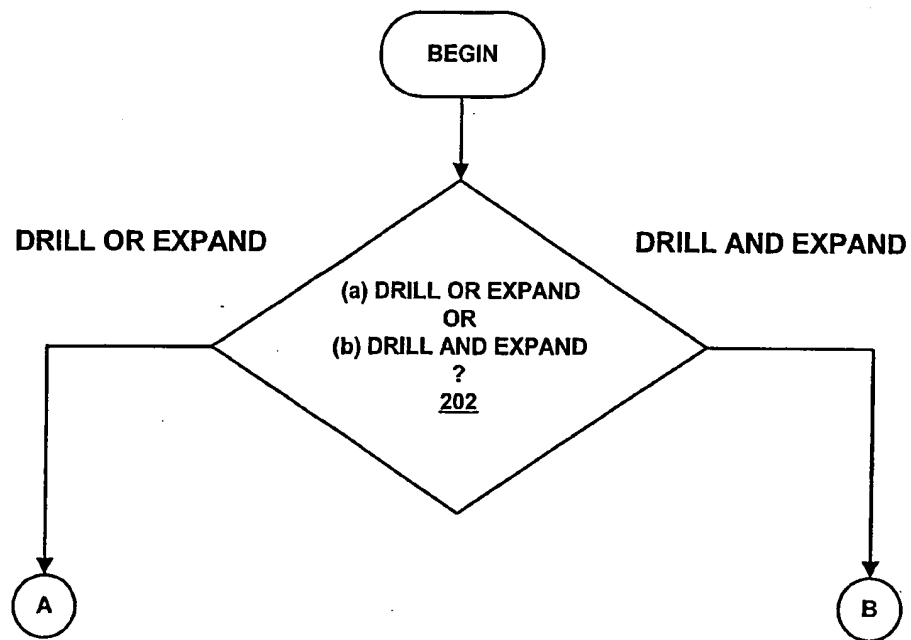 BEGIN
DRILL OR EXPAND
DRILL AND EXPAND
(a) DRILL OR EXPAND
OR
(b) DRILL AND EXPAND
?
202
A
B